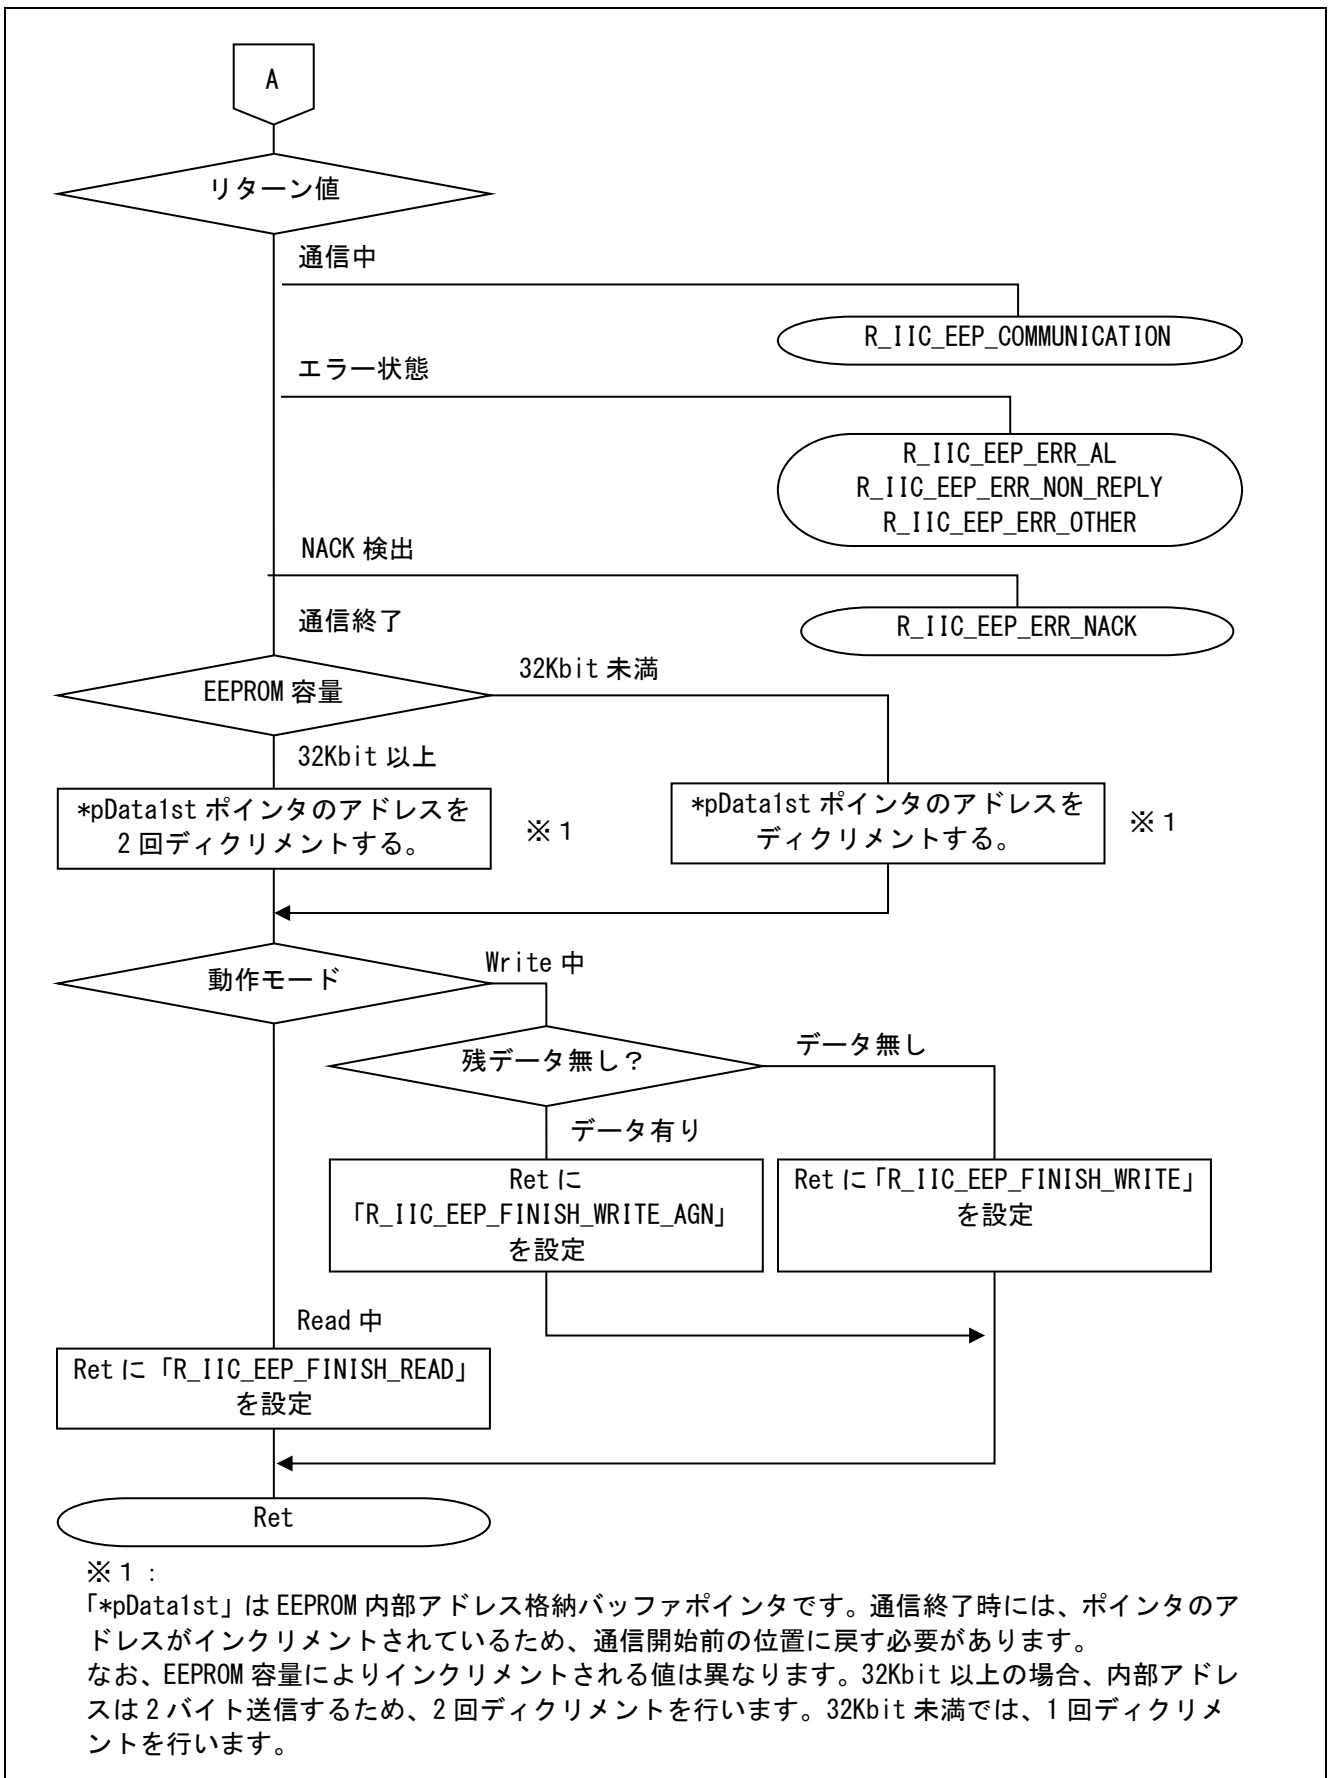 A
リターン値
通信中
R_IIC_EEP_COMMUNICATION
エラー状態
R_IIC_EEP_ERR_AL
R_IIC_EEP_ERR_NON_REPLY
R_IIC_EEP_ERR_OTHER
NACK 検出
R_IIC_EEP_ERR_NACK
通信終了
EEPROM 容量
32Kbit 未満
32Kbit 以上
*pData1st ポインタのアドレスを
2 回ディクリメントする。
※１
*pData1st ポインタのアドレスを
ディクリメントする。
※１
動作モード
Write 中
残データ無し？
データ無し
データ有り
Ret に
「R_IIC_EEP_FINISH_WRITE_AGN」
を設定
Ret に「R_IIC_EEP_FINISH_WRITE」
を設定
Read 中
Ret に「R_IIC_EEP_FINISH_READ」
を設定
Ret
※１：
「*pData1st」は EEPROM 内部アドレス格納バッファポインタです。通信終了時には、ポインタのア
ドレスがインクリメントされているため、通信開始前の位置に戻す必要があります。
なお、EEPROM 容量によりインクリメントされる値は異なります。32Kbit 以上の場合、内部アドレ
スは 2 バイト送信するため、2 回ディクリメントを行います。32Kbit 未満では、1 回ディクリメ
ントを行います。